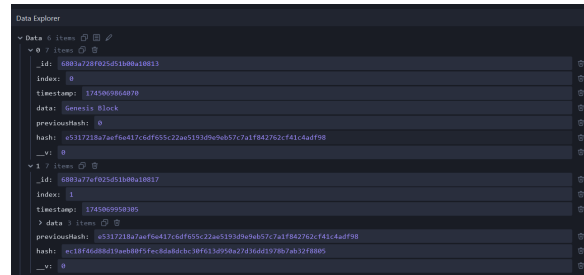 Data Explorer
Data 6 items
0 7 items
_id: 6803a728f025d51b00a10813
index: 0
timestamp: 1745069864070
data: Genesis Block
previousHash: 0
hash: e5317218a7aef6e417c6df655c22ae5193d9e9eb57c7a1f842762cf41c4adf98
__v: 0
1 7 items
_id: 6803a77ef025d51b00a10817
index: 1
timestamp: 1745069950305
data 3 items
previousHash: e5317218a7aef6e417c6df655c22ae5193d9e9eb57c7a1f842762cf41c4adf98
hash: ec18f46d88d19aeb80f5fec8da8dcbc30f613d950a27d36dd1978b7ab32f8805
__v: 0